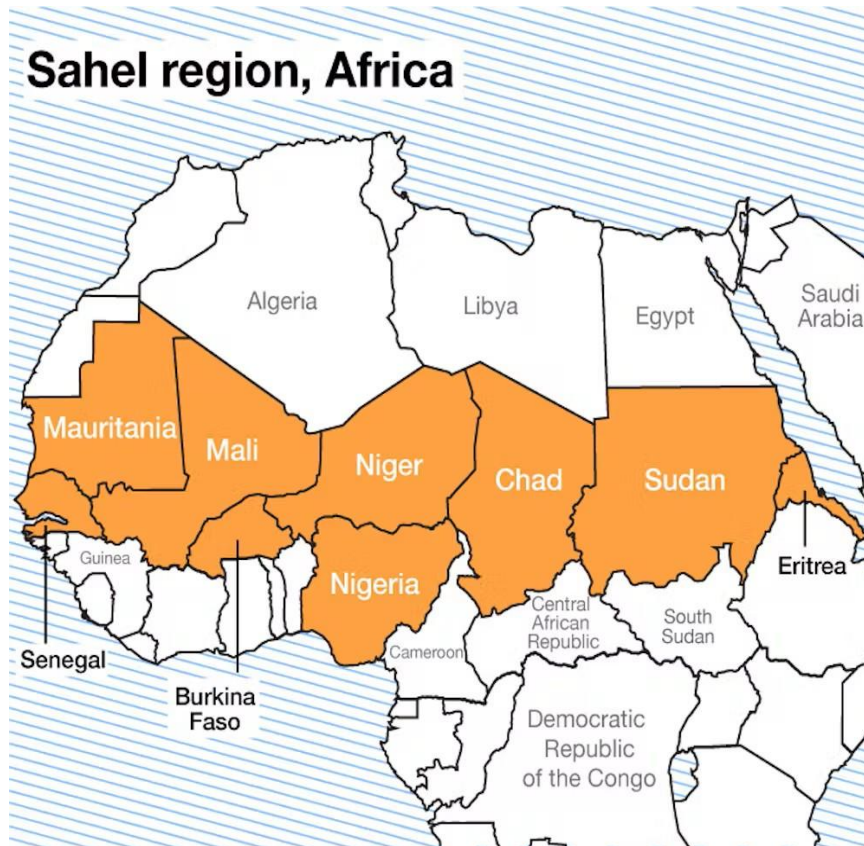 Sahel region, Africa
Algeria
Libya
Egypt
Saudi
Arabia
Mauritania
Mali
Niger
Chad
Sudan
Guinea
Nigeria
Eritrea
Central
African
Republic
South
Sudan
Cameroon
Senegal
Burkina
Faso
Democratic
Republic
of the Congo